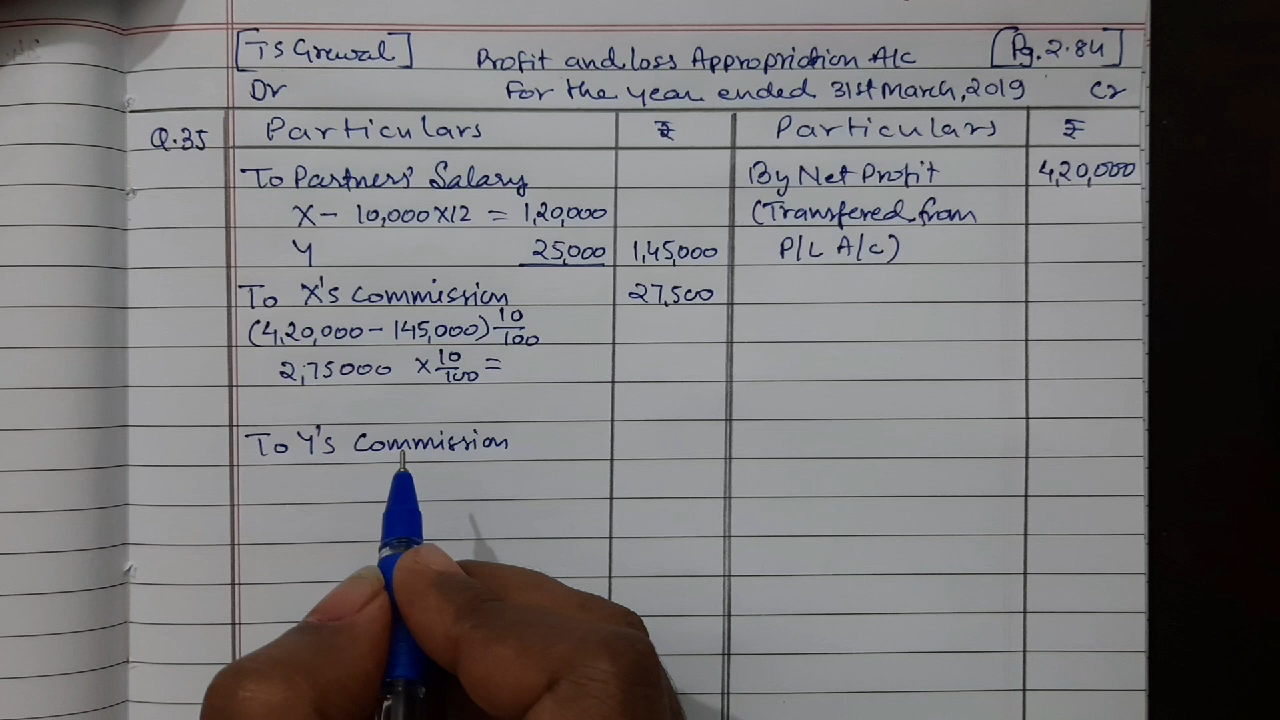 [TS Grewal] Profit and loss Appropriation A/c [Pg. 2.84]
Dr For the year ended 31st March, 2019 Cr
Q.35 Particulars ₹ Particulars ₹
To Partners' Salary By Net Profit 4,20,000
X - 10,000 x 12 = 1,20,000 (Transfered from
Y 25,000 1,45,000 P/L A/c)
To X's Commission 27,500
(4,20,000 - 145,000) 10/100
2,75000 x 10/100 =
To Y's Commission